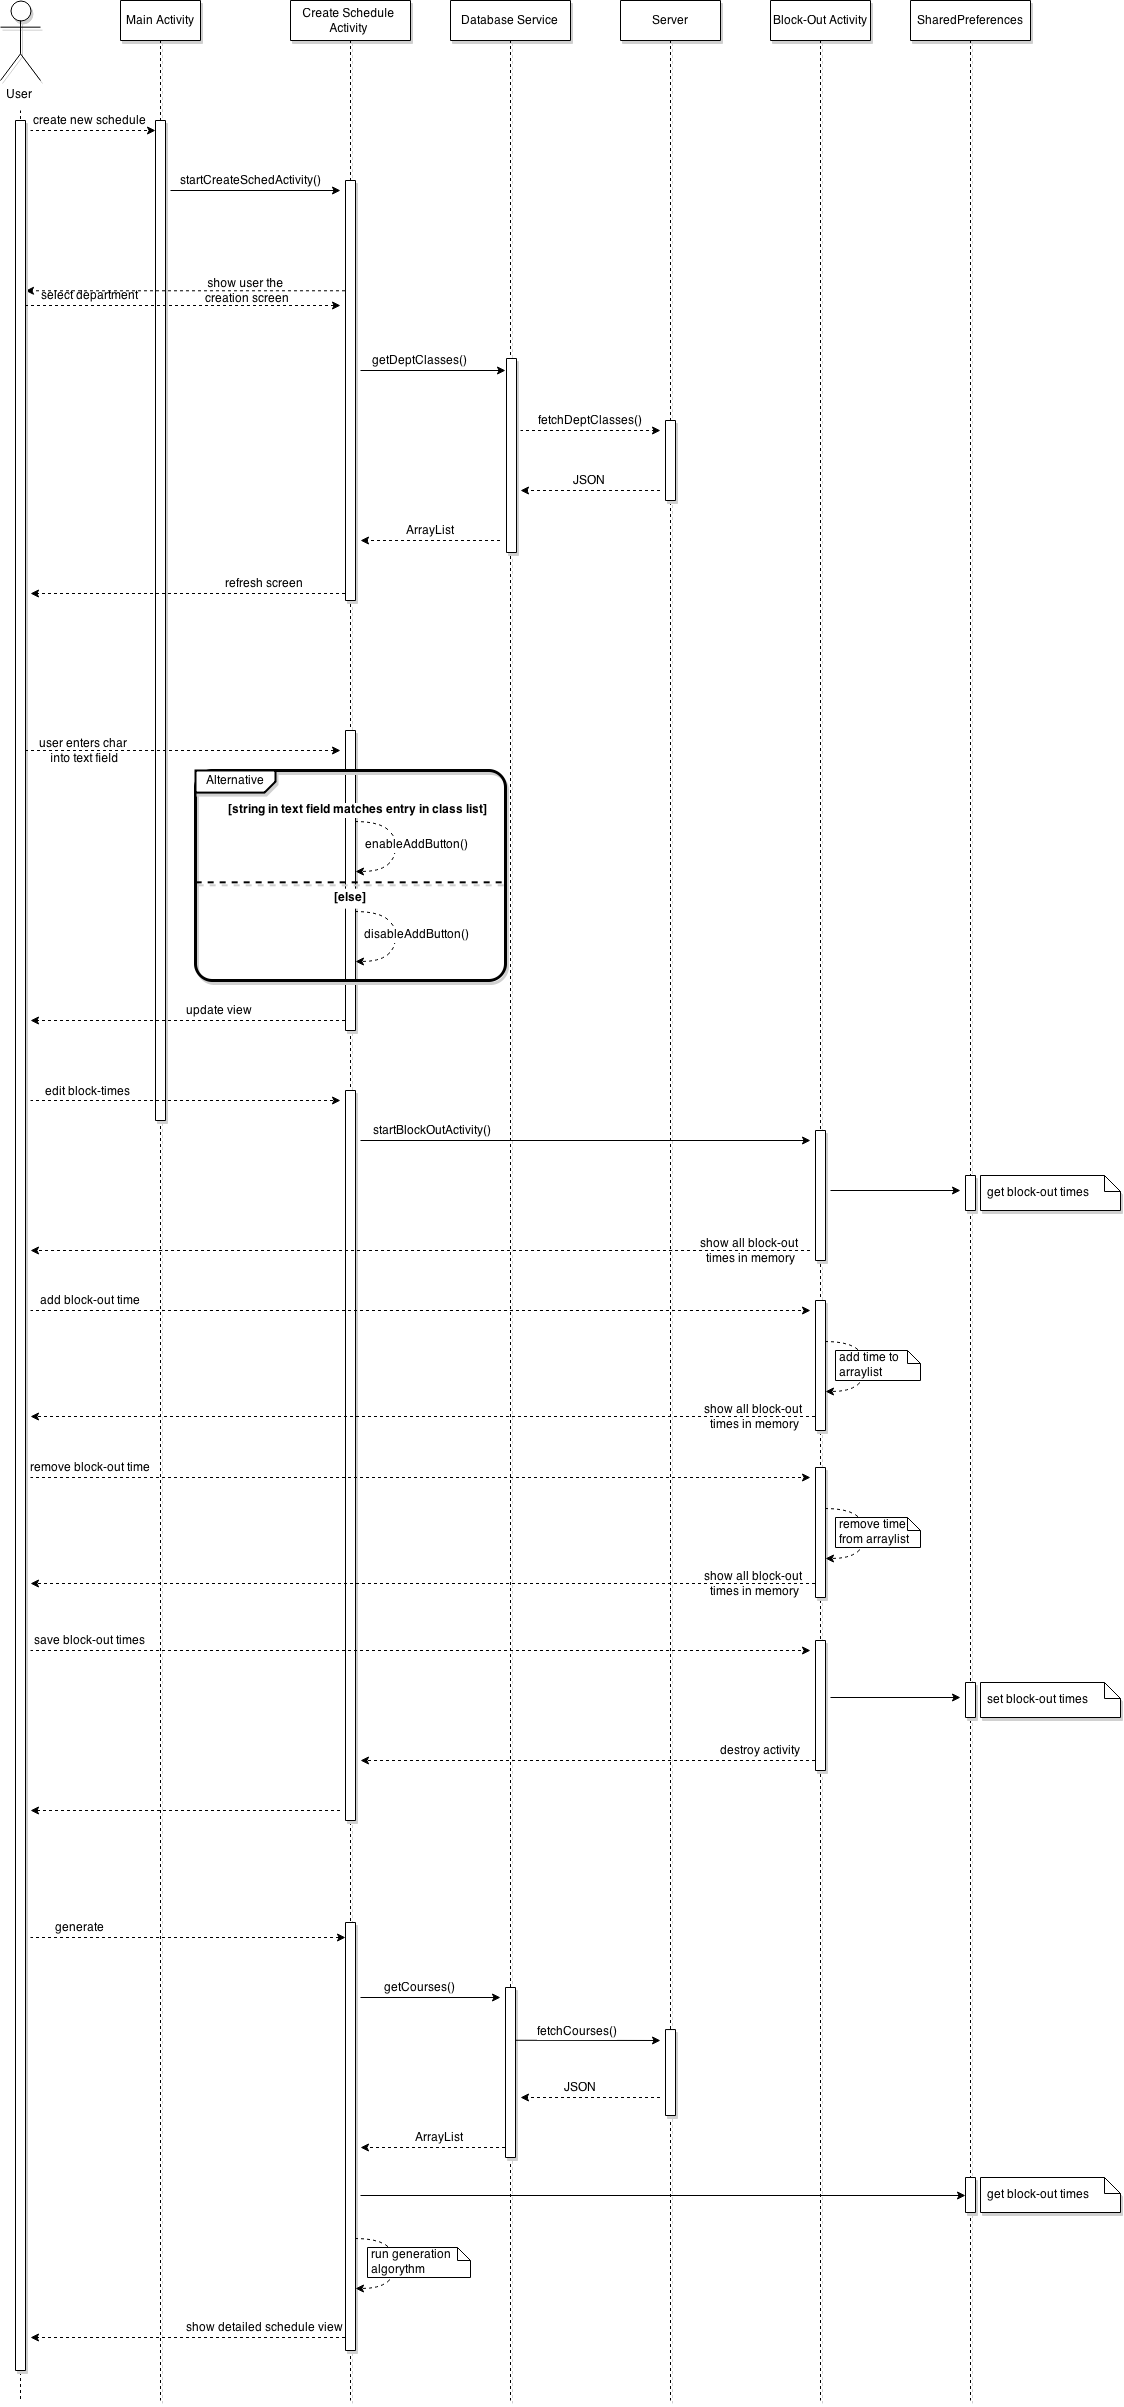 Main Activity
Create Schedule
Activity
Database Service
Server
Block-Out Activity
SharedPreferences
User
create new schedule
startCreateSchedActivity()
show user the
creation screen
select department
getDeptClasses()
fetchDeptClasses()
JSON
ArrayList
refresh screen
user enters char
into text field
Alternative
[string in text field matches entry in class list]
enableAddButton()
[else]
disableAddButton()
update view
edit block-times
startBlockOutActivity()
get block-out times
show all block-out
times in memory
add block-out time
add time to
arraylist
show all block-out
times in memory
remove block-out time
remove time
from arraylist
show all block-out
times in memory
save block-out times
set block-out times
destroy activity
generate
getCourses()
fetchCourses()
JSON
ArrayList
get block-out times
run generation
algorythm
show detailed schedule view